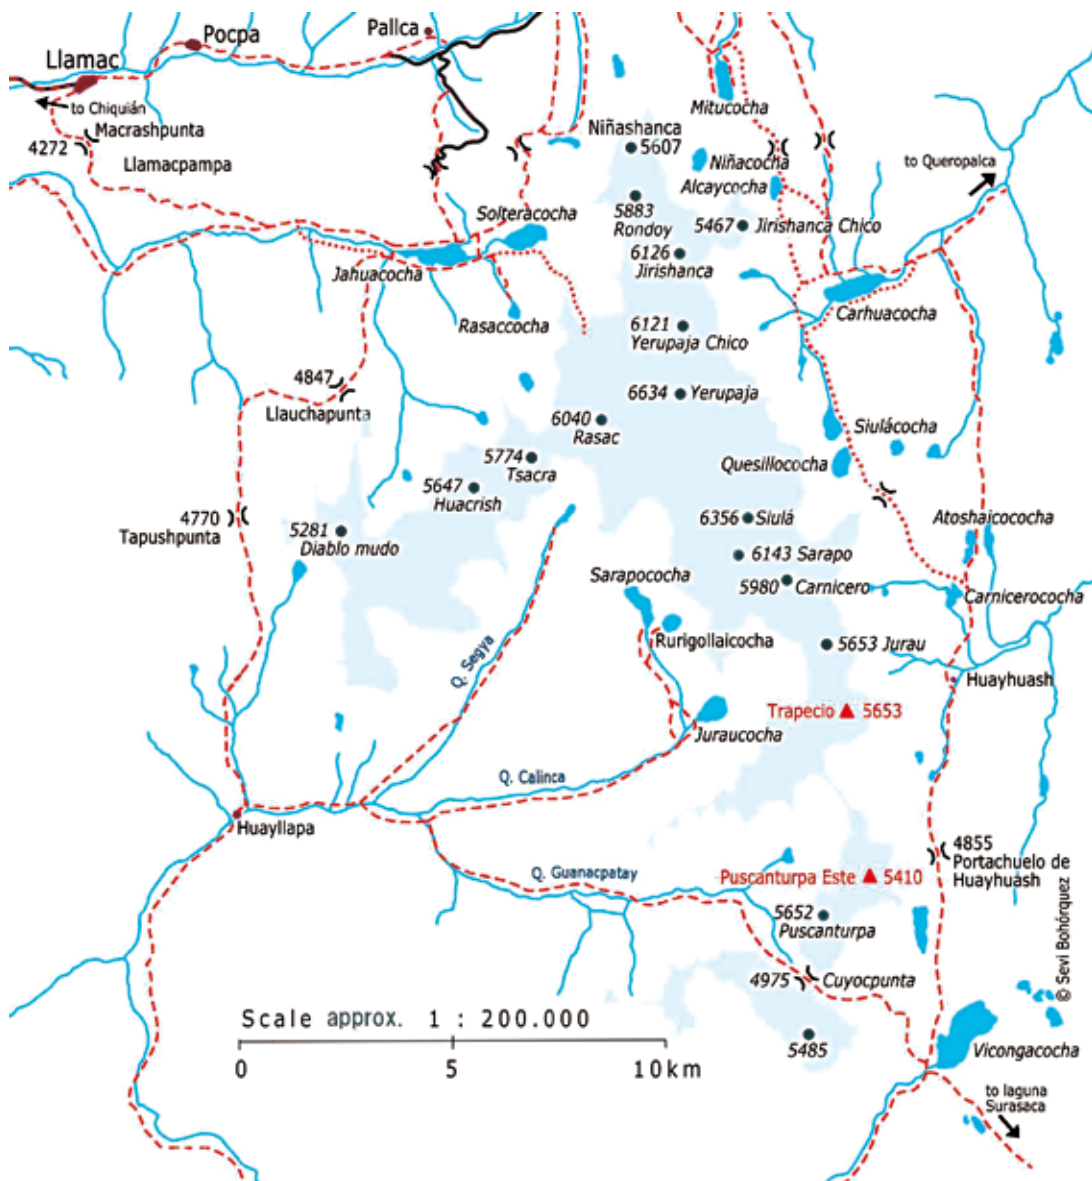 Pocpa
Pallca
Llamac
to Chiquián
Macrashpunta
4272
Llamacpampa
Mitucocha
Niñashanca
5607
Niñacocha
Alcaycocha
to Queropalca
5883
Rondoy
5467
Jirishanca Chico
Solteracocha
6126
Jirishanca
Jahuacocha
Rasaccocha
Carhuacocha
6121
Yerupaja Chico
4847
Llauchapunta
6634
Yerupaja
6040
Rasac
Siulácocha
5774
Tsacra
Quesillococha
5647
Huacrish
4770
Tapushpunta
5281
Diablo mudo
6356
Siulá
Atoshaicococha
6143 Sarapo
5980
Carnicero
Sarapococha
Carnicerococha
Rurigollaicocha
5653 Jurau
Q. Segya
Huayhuash
Trapecio
5653
Juraucocha
Q. Calinca
Huayllapa
4855
Portachuelo de
Huayhuash
Q. Guanacpatay
Puscanturpa Este
5410
5652
Puscanturpa
4975
Cuyocpunta
© Sevi Bohórquez
Scale approx. 1 : 200.000
0
5
10km
5485
Vicongacocha
to laguna
Surasaca